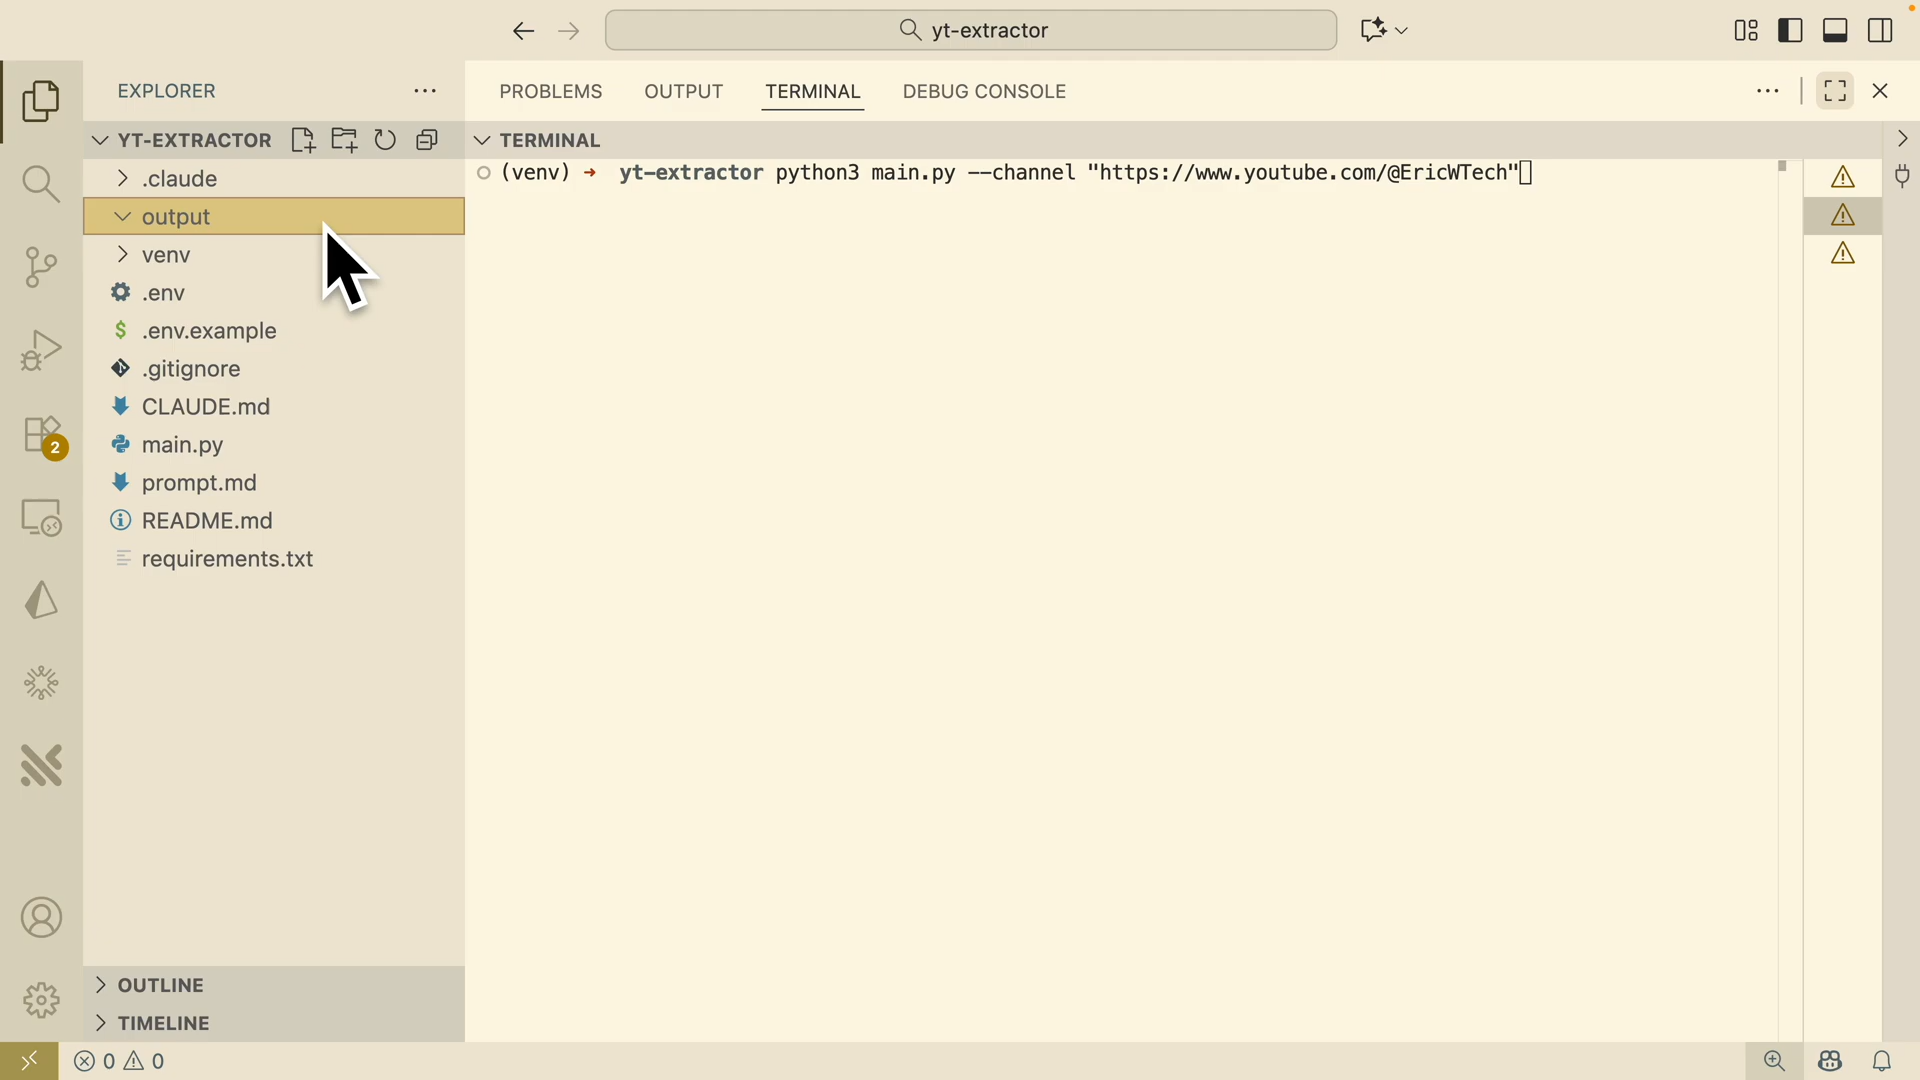 yt-extractor
EXPLORER
YT-EXTRACTOR
.claude
output
venv
.env
$ .env.example
.gitignore
CLAUDE.md
main.py
prompt.md
README.md
requirements.txt
2
OUTLINE
TIMELINE
PROBLEMS OUTPUT TERMINAL DEBUG CONSOLE
TERMINAL
(venv) ➜ yt-extractor python3 main.py --channel "https://www.youtube.com/@EricWTech"
0 0